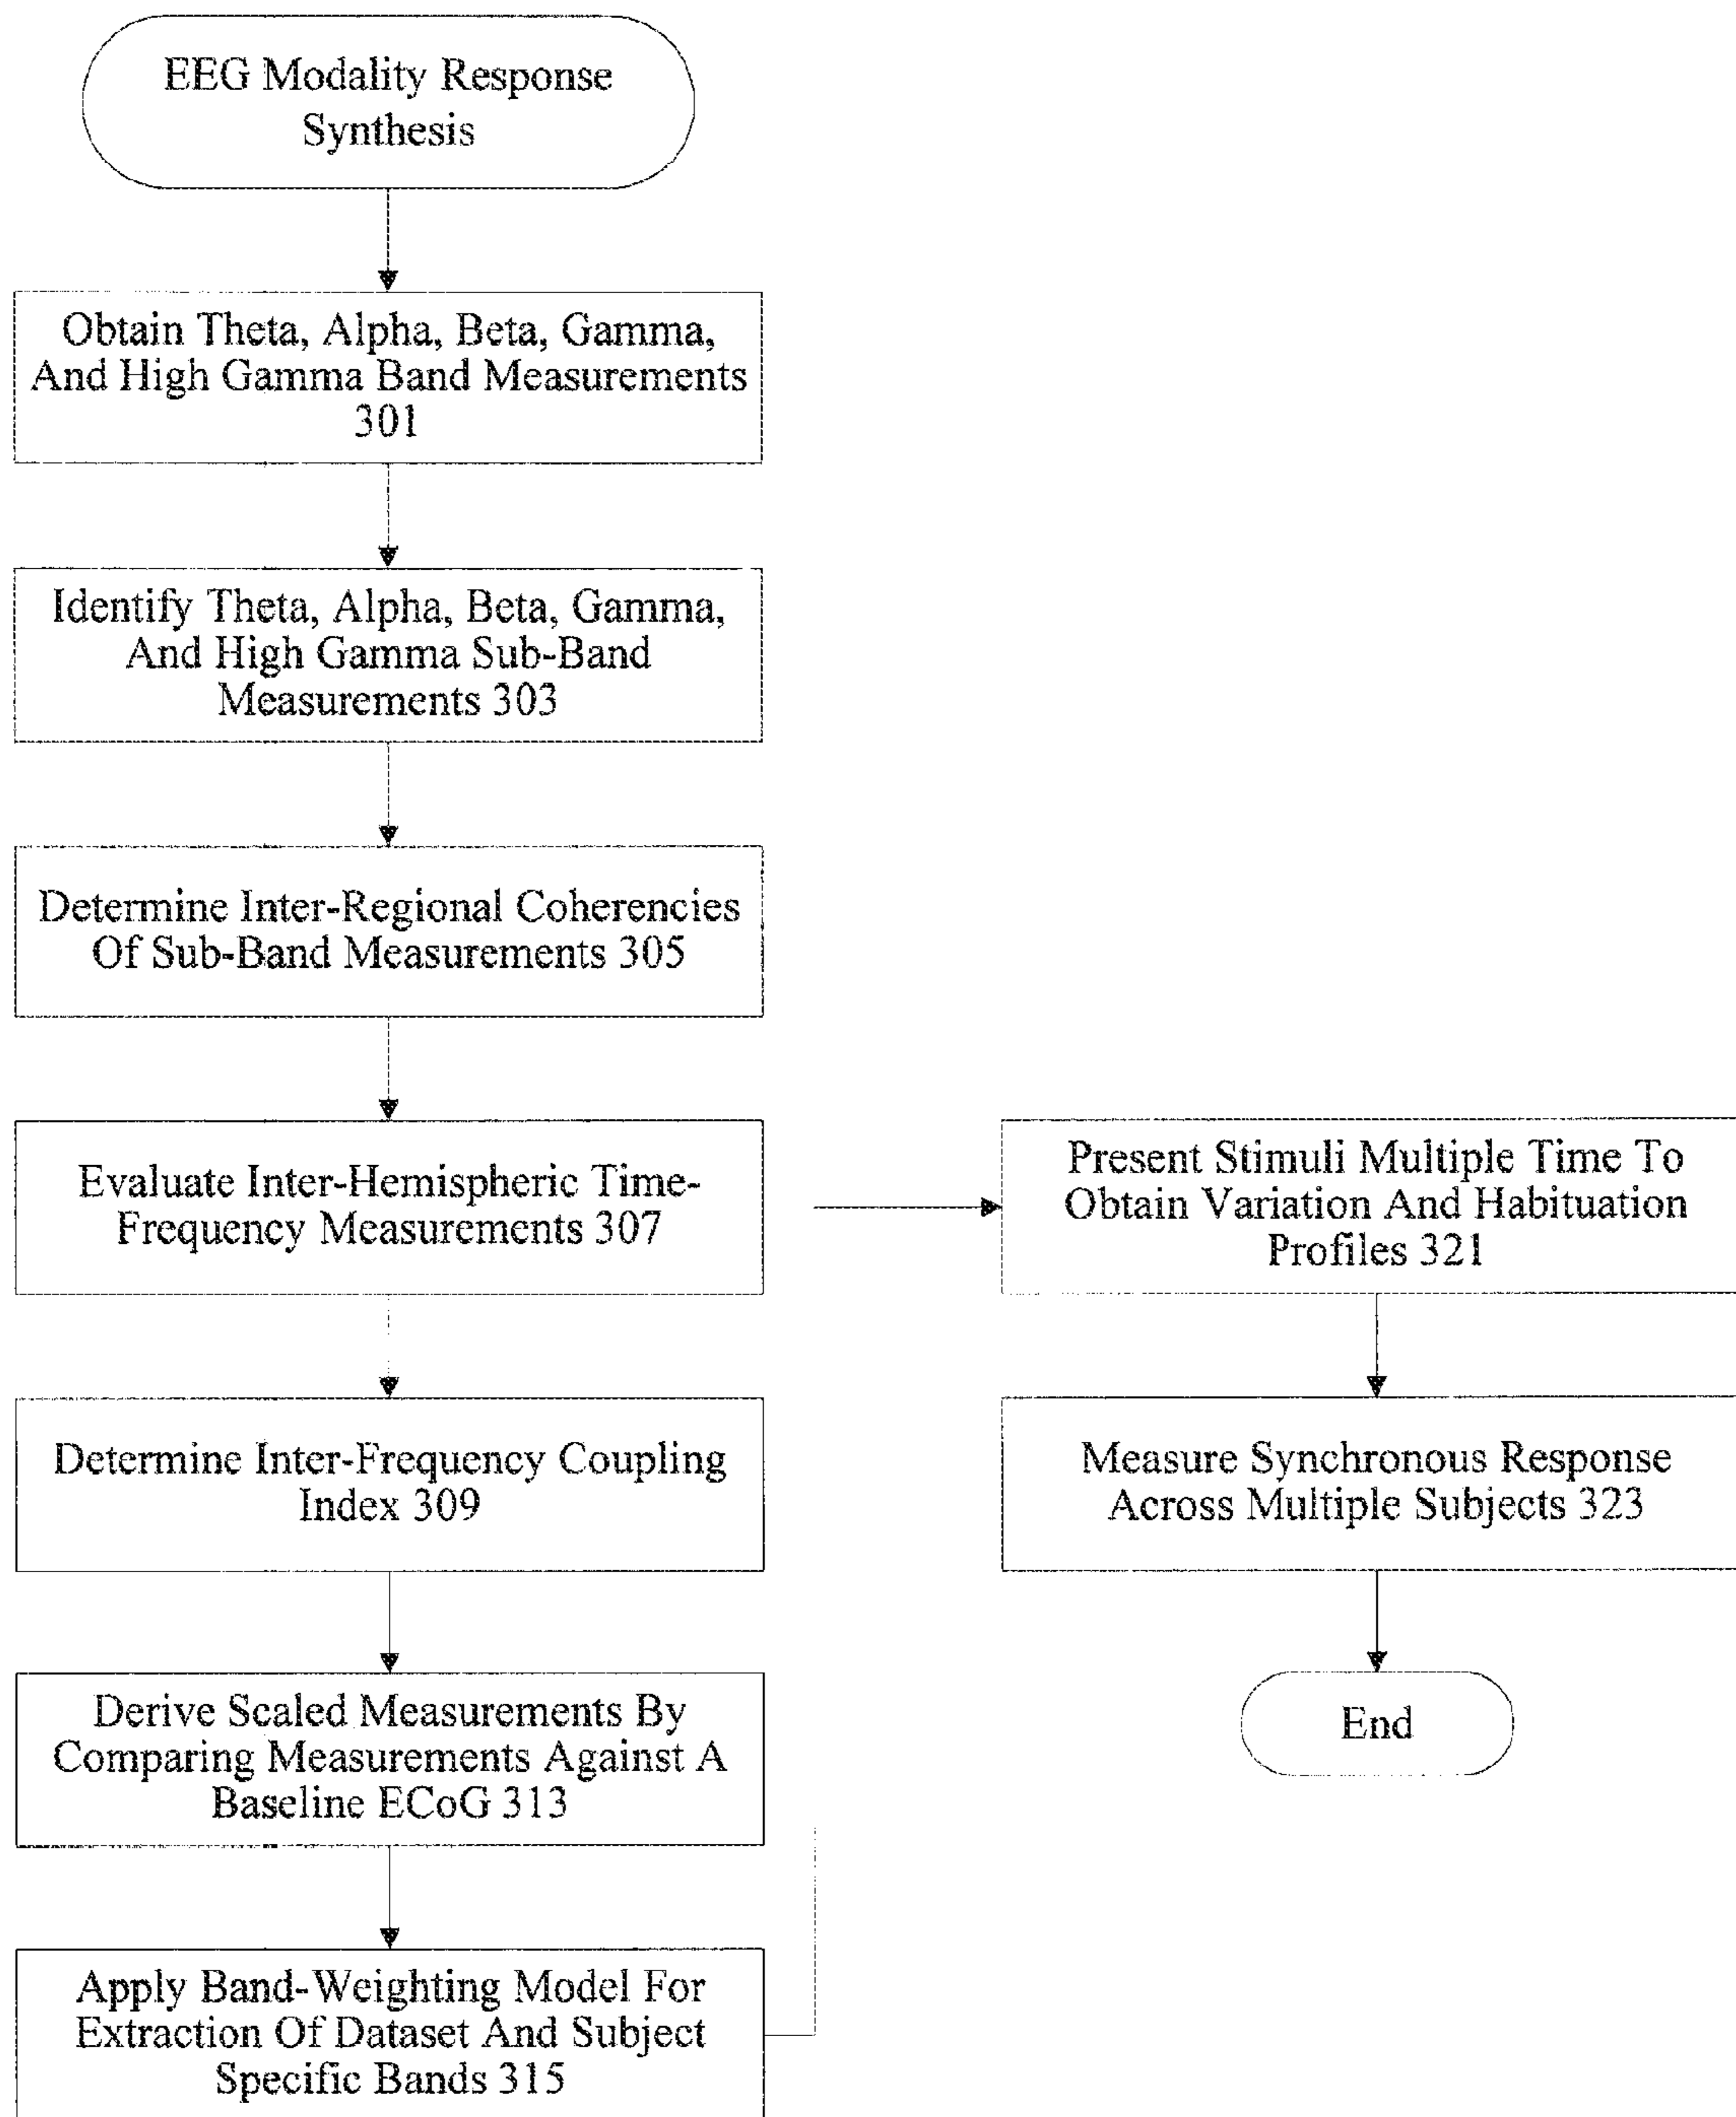 EEG Modality Response
Synthesis
Obtain Theta, Alpha, Beta, Gamma,
And High Gamma Band Measurements
301
Identify Theta, Alpha, Beta, Gamma,
And High Gamma Sub-Band
Measurements 303
Determine Inter-Regional Coherencies
Of Sub-Band Measurements 305
Evaluate Inter-Hemispheric Time-
Frequency Measurements 307
Determine Inter-Frequency Coupling
Index 309
Derive Scaled Measurements By
Comparing Measurements Against A
Baseline ECoG 313
Apply Band-Weighting Model For
Extraction Of Dataset And Subject
Specific Bands 315
Present Stimuli Multiple Time To
Obtain Variation And Habituation
Profiles 321
Measure Synchronous Response
Across Multiple Subjects 323
End